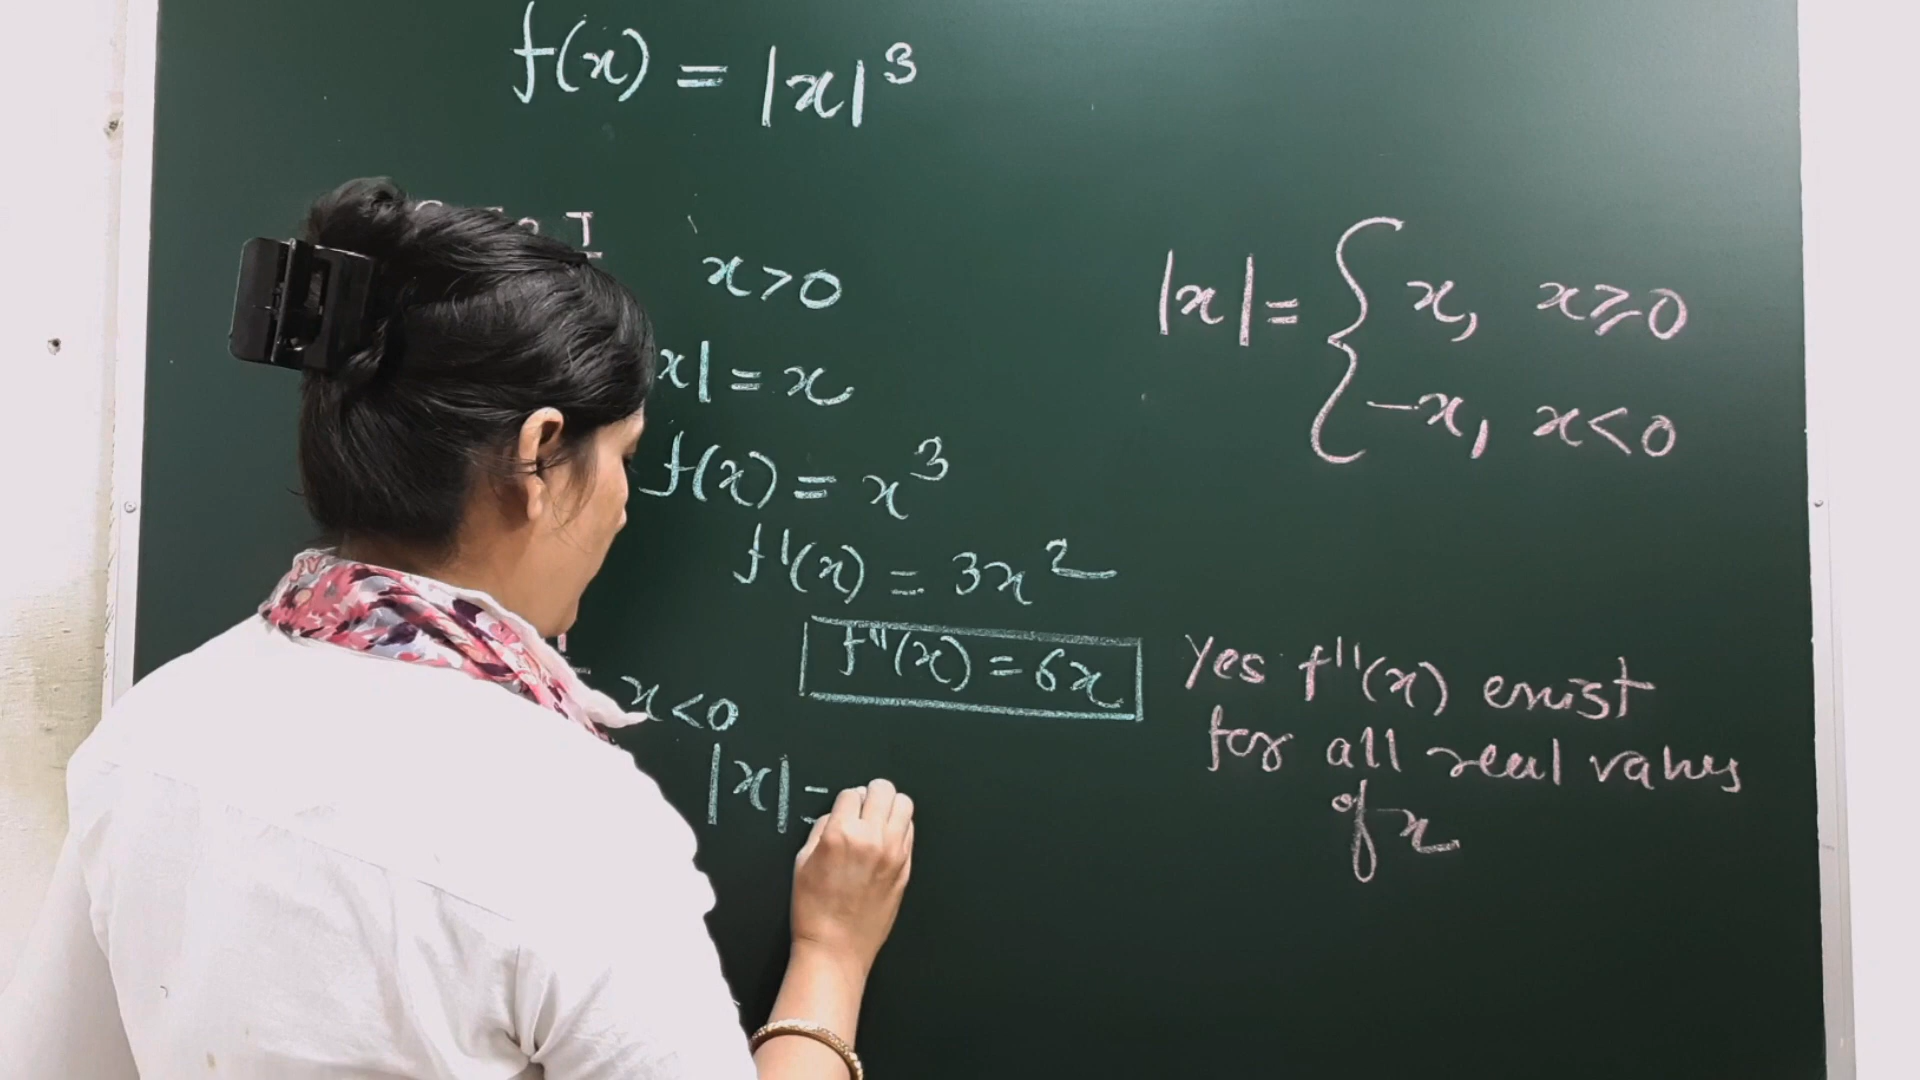 f(x) = |x|³
I
x>0
x| = x
f(x) = x³
f'(x) = 3x²
f''(x) = 6x
x<0
|x| =
|x| = { x, x≥0
-x, x<0
Yes f''(x) exist
for all real values
of x